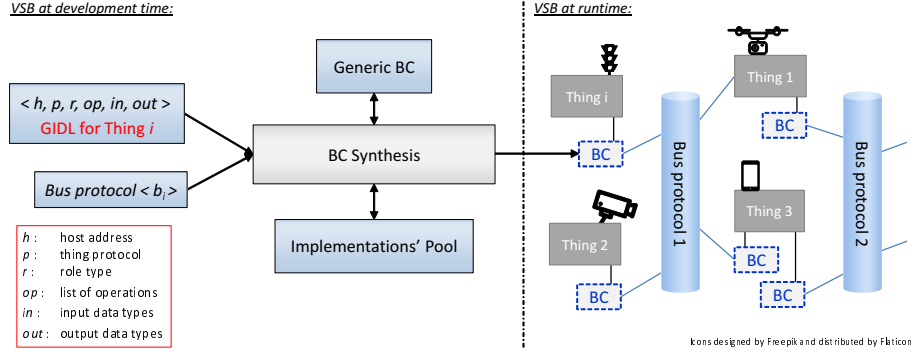 VSB at development time:
VSB at runtime:
Generic BC
< h, p, r, op, in, out >
GIDL for Thing i
BC Synthesis
Bus protocol < bi >
Implementations' Pool
h : host address
p : thing protocol
r : role type
op : list of operations
in : input data types
out : output data types
Thing i
BC
Thing 1
BC
Bus protocol 1
Bus protocol 2
Thing 2
BC
Thing 3
BC
BC
Icons designed by Freepik and distributed by Flaticon